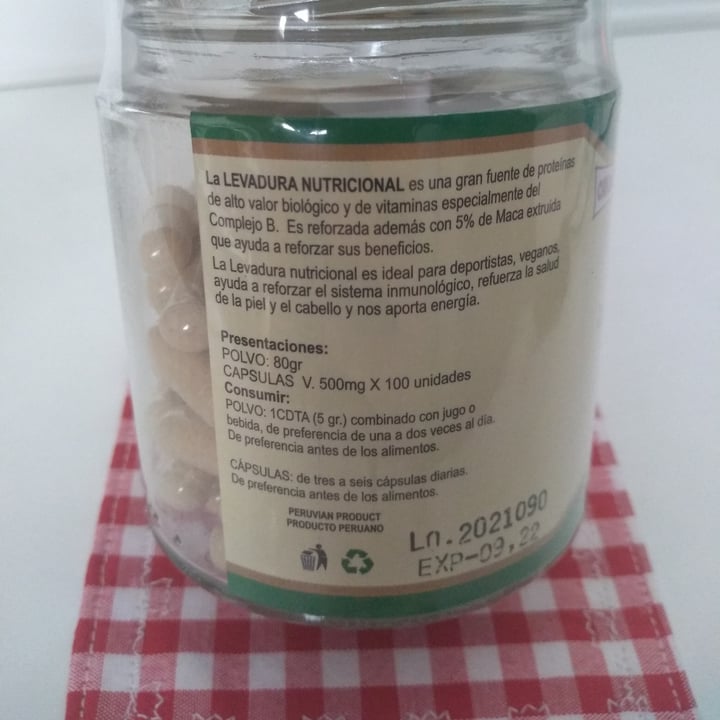 La LEVADURA NUTRICIONAL es una gran fuente de proteínas
de alto valor biológico y de vitaminas especialmente del
Complejo B. Es reforzada además con 5% de Maca extruida
que ayuda a reforzar sus beneficios.
La Levadura nutricional es ideal para deportistas, veganos,
ayuda a reforzar el sistema inmunológico, refuerza la salud
de la piel y el cabello y nos aporta energía.
Presentaciones:
POLVO: 80gr
CAPSULAS V. 500mg X 100 unidades
Consumir:
POLVO: 1CDTA (5 gr.) combinado con jugo o
bebida, de preferencia de una a dos veces al día.
De preferencia antes de los alimentos.
CÁPSULAS: de tres a seis cápsulas diarias.
De preferencia antes de los alimentos.
PERUVIAN PRODUCT
PRODUCTO PERUANO
Ln.2021090
EXP-09,22